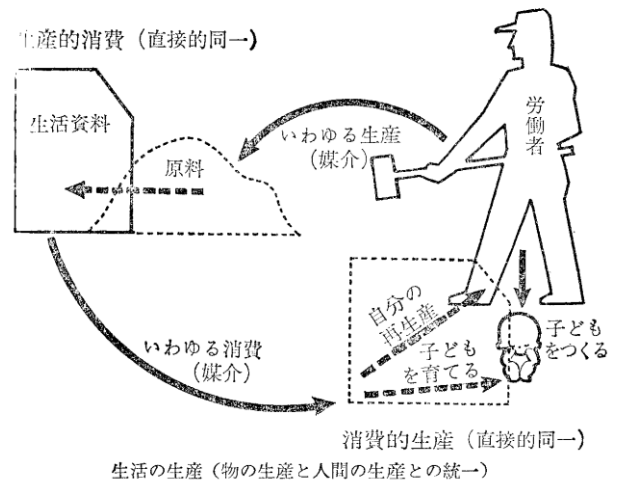 生産的消費（直接的同一）
生活資料
原料
いわゆる生産
（媒介）
労働者
自分の
再生産
子ども
を育てる
子ども
をつくる
いわゆる消費
（媒介）
消費的生産（直接的同一）
生活の生産（物の生産と人間の生産との統一）